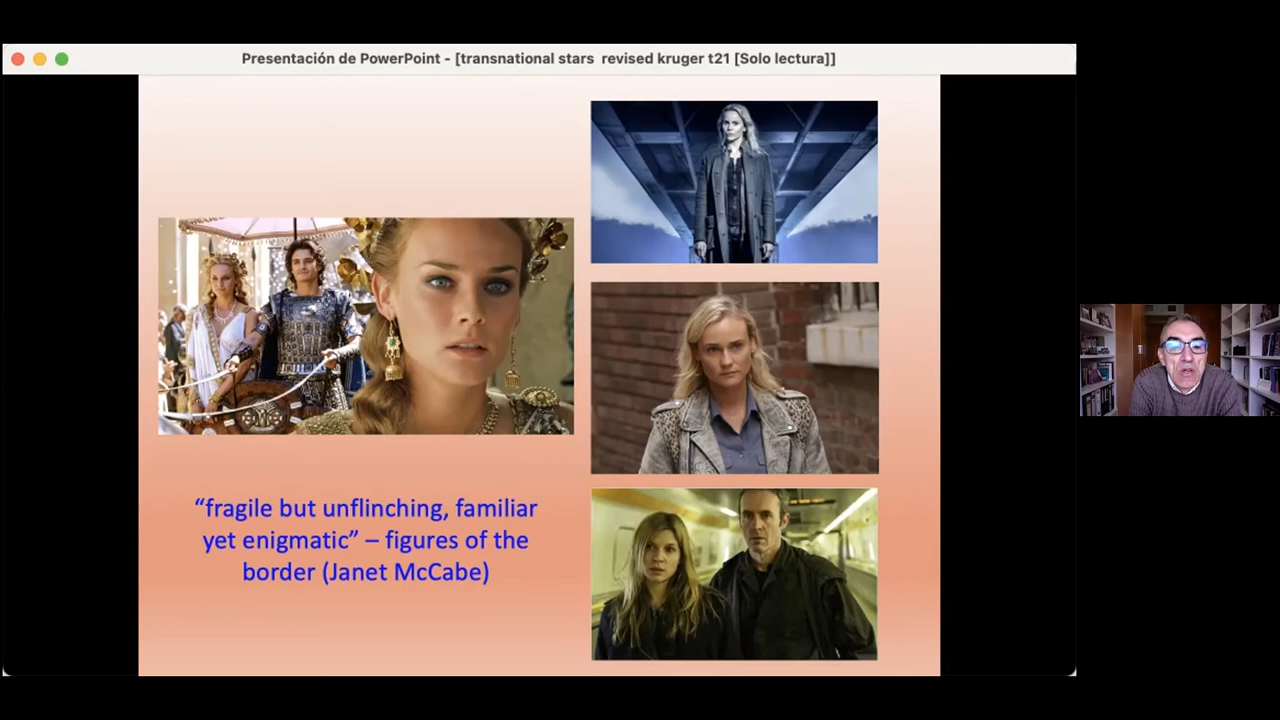 Presentación de PowerPoint - [transnational stars  revised kruger t21 [Solo lectura]]
“fragile but unflinching, familiar
yet enigmatic” – figures of the
border (Janet McCabe)